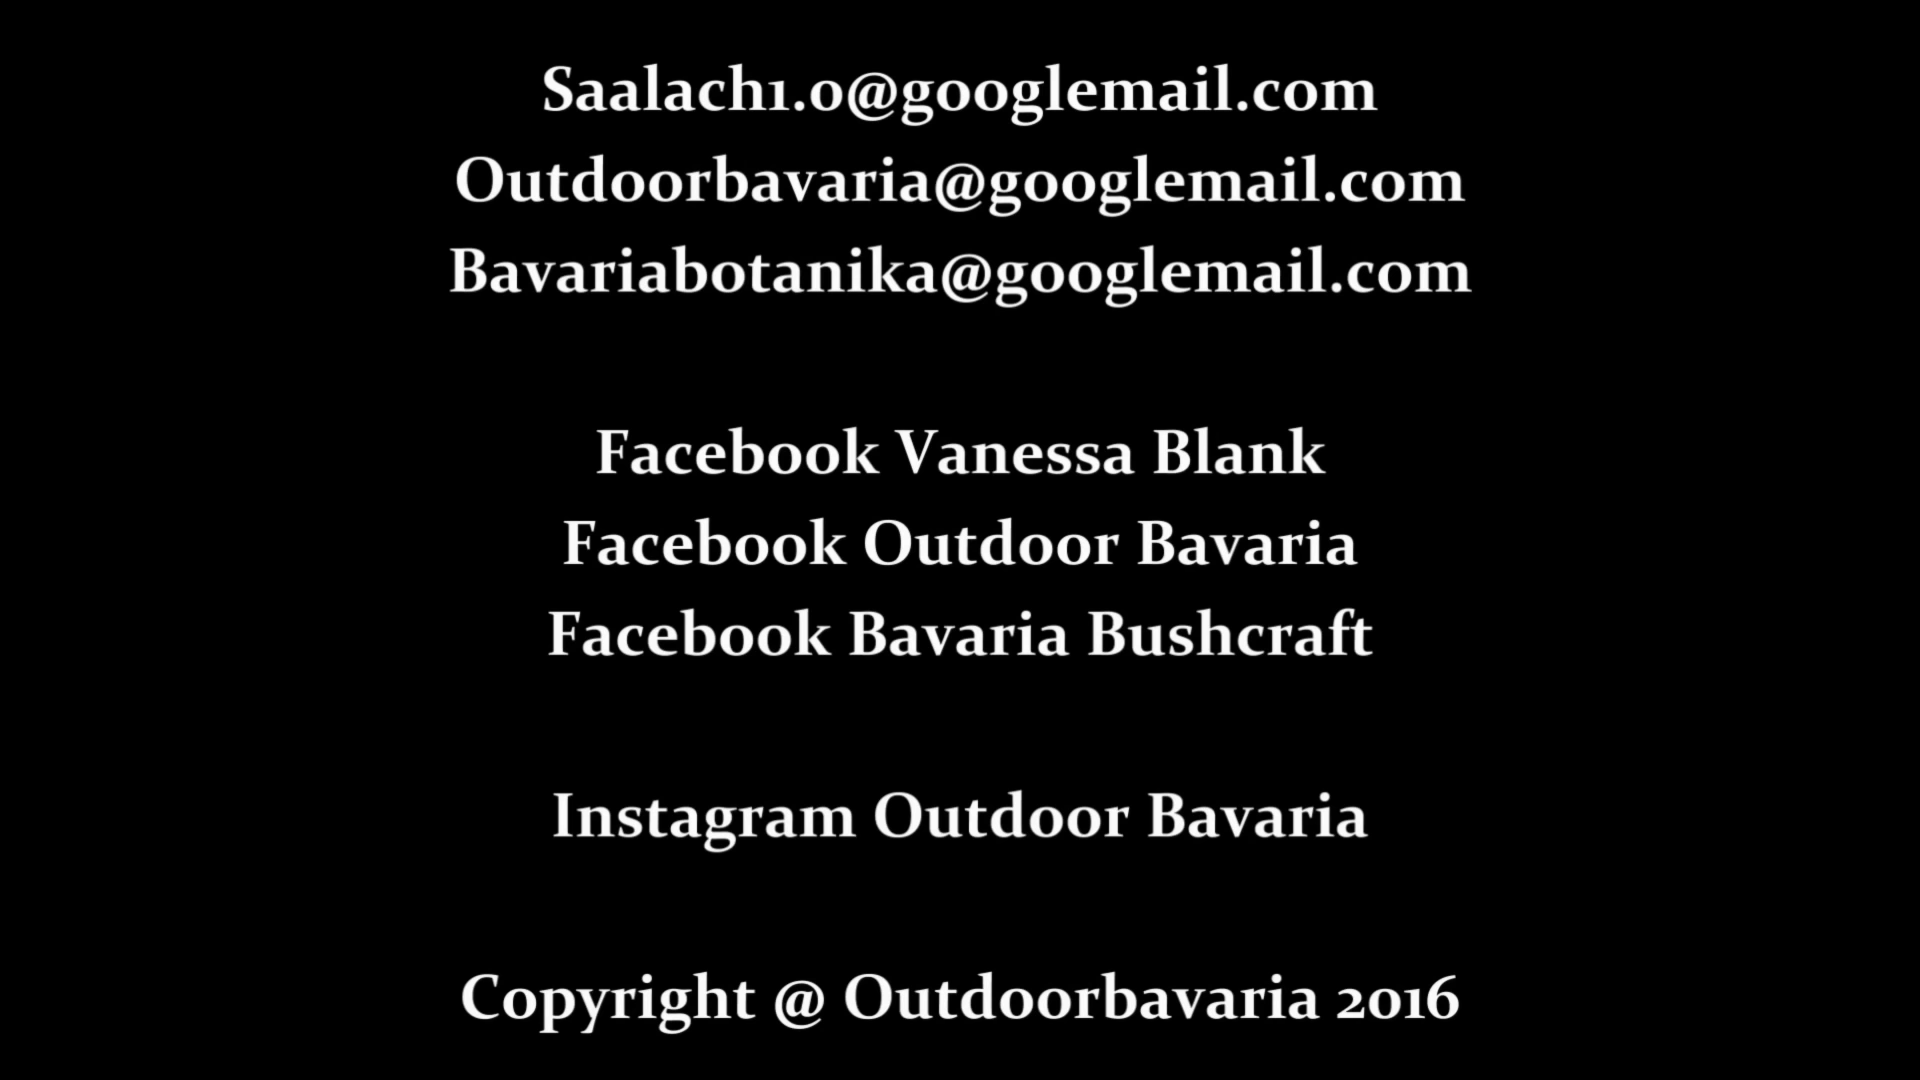 Saalach1.0@googlemail.com
Outdoorbavaria@googlemail.com
Bavariabotanika@googlemail.com
Facebook Vanessa Blank
Facebook Outdoor Bavaria
Facebook Bavaria Bushcraft
Instagram Outdoor Bavaria
Copyright @ Outdoorbavaria 2016